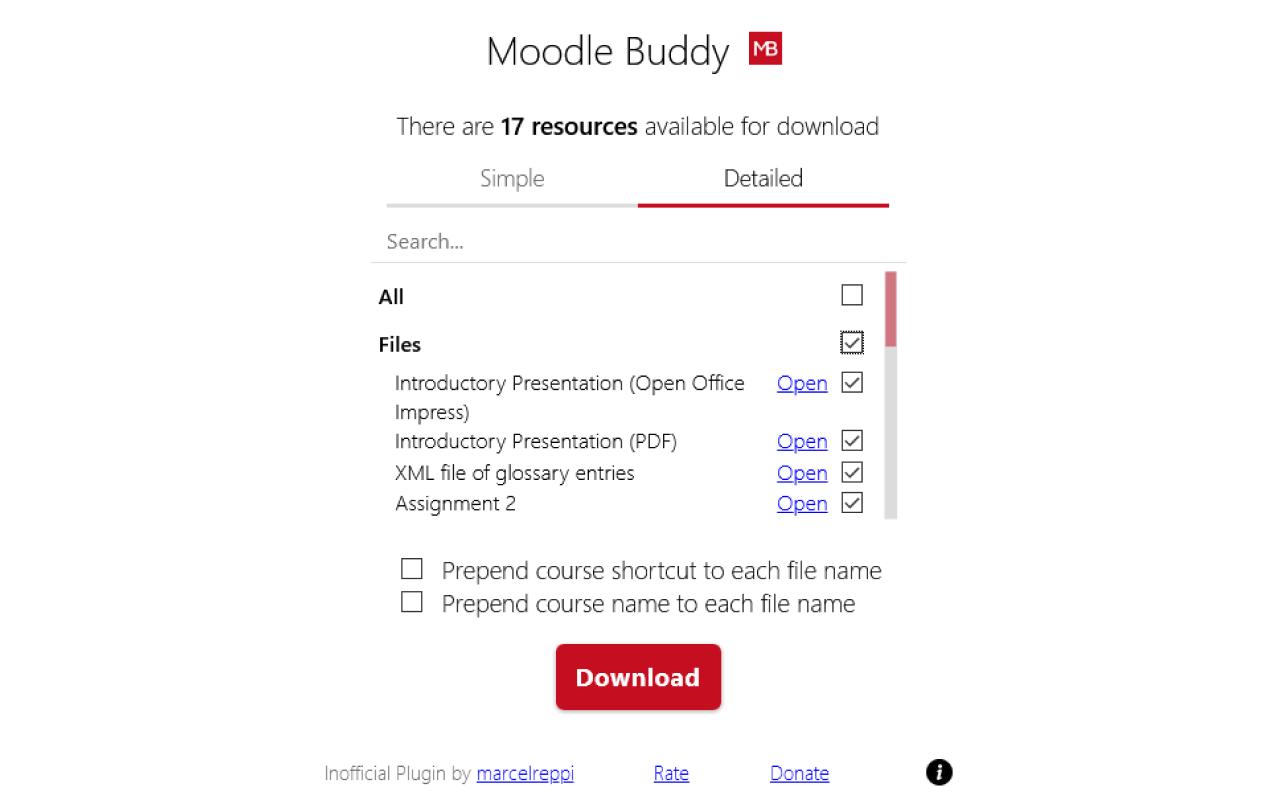 Moodle Buddy MB
There are 17 resources available for download
Simple Detailed
Search...
All
Files
Introductory Presentation (Open Office Open
Impress)
Introductory Presentation (PDF) Open
XML file of glossary entries Open
Assignment 2 Open
Prepend course shortcut to each file name
Prepend course name to each file name
Download
Inofficial Plugin by marcelreppi Rate Donate i